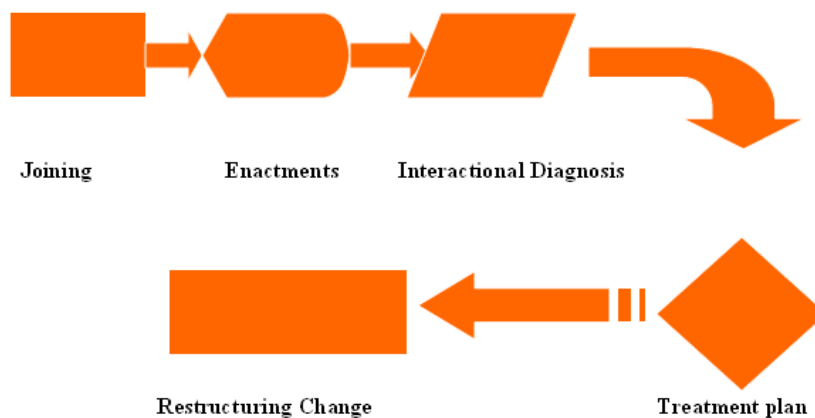 Joining
Enactments
Interactional Diagnosis
Treatment plan
Restructuring Change